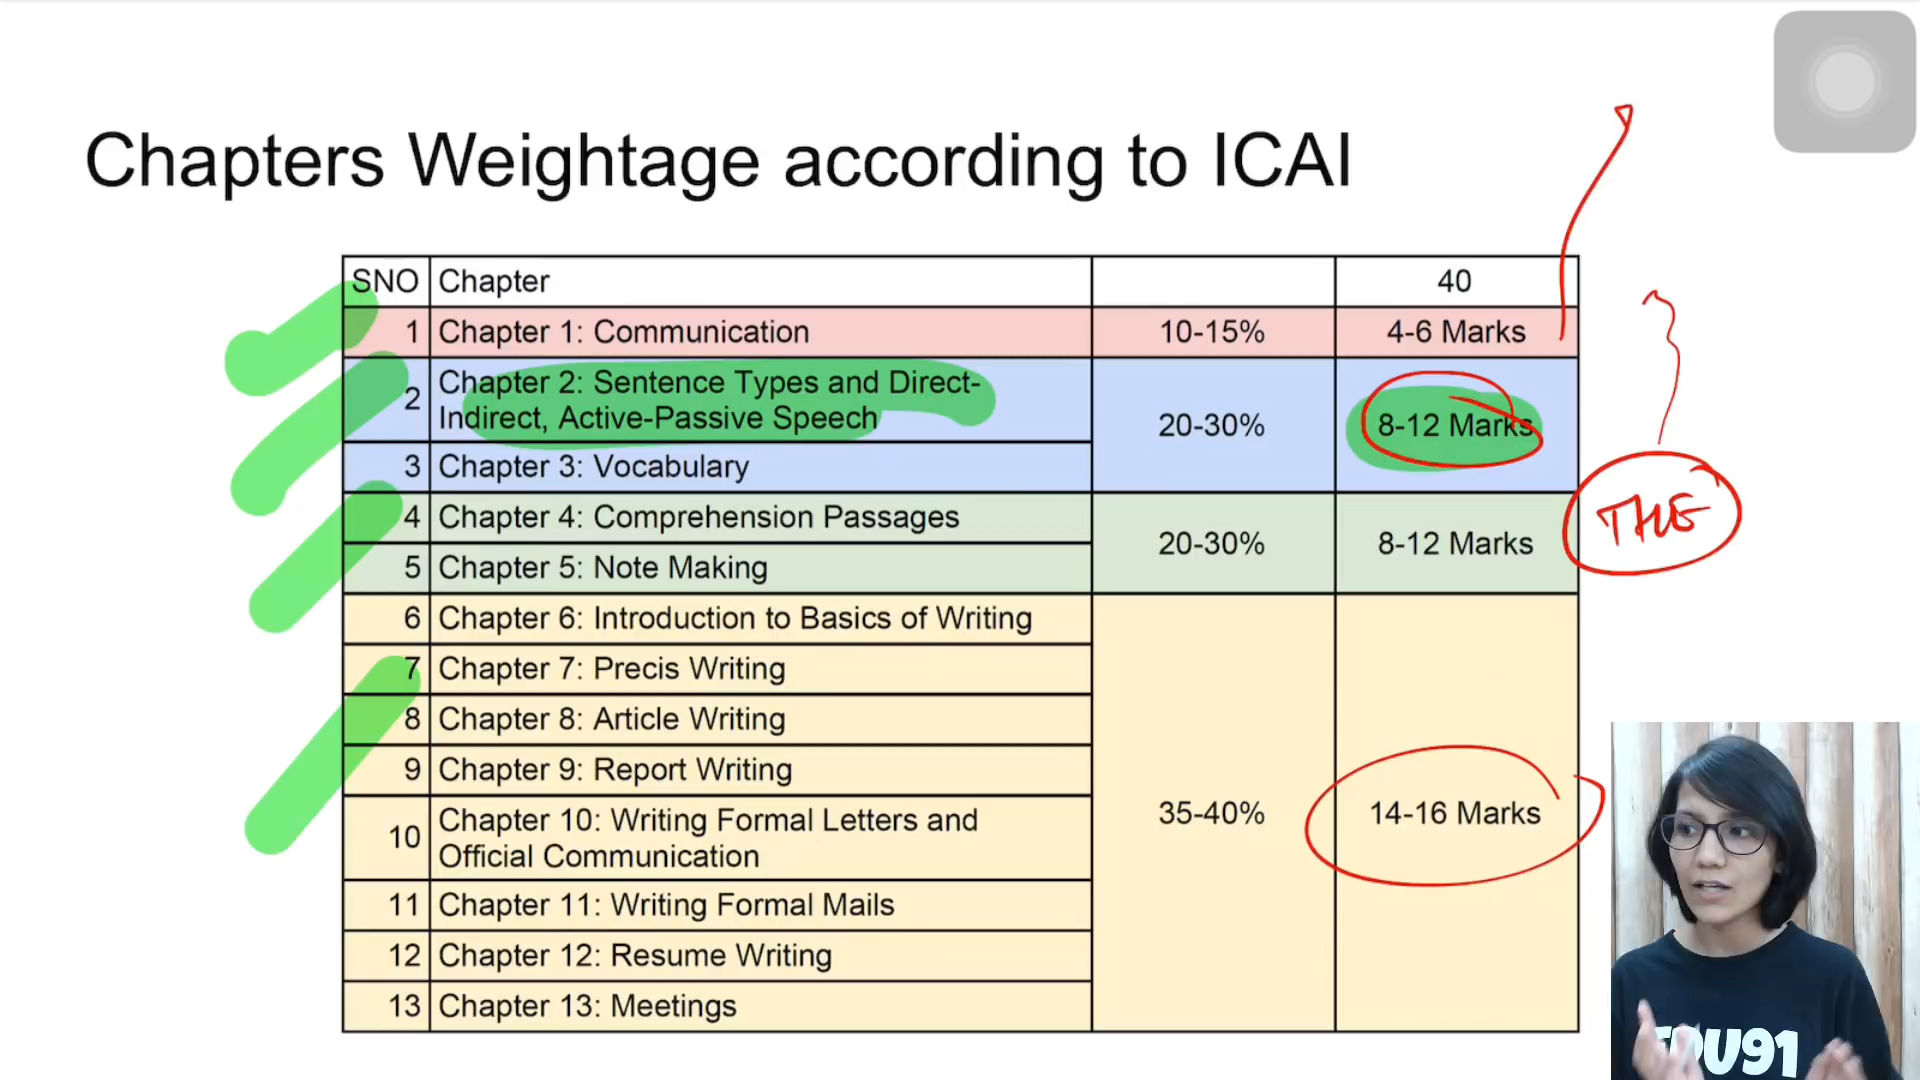 Chapters Weightage according to ICAI
SNO Chapter 40
1 Chapter 1: Communication 10-15% 4-6 Marks
2 Chapter 2: Sentence Types and Direct-
Indirect, Active-Passive Speech 20-30% 8-12 Marks
3 Chapter 3: Vocabulary
4 Chapter 4: Comprehension Passages 20-30% 8-12 Marks
5 Chapter 5: Note Making
6 Chapter 6: Introduction to Basics of Writing
7 Chapter 7: Precis Writing
8 Chapter 8: Article Writing
9 Chapter 9: Report Writing
10 Chapter 10: Writing Formal Letters and
Official Communication 35-40% 14-16 Marks
11 Chapter 11: Writing Formal Mails
12 Chapter 12: Resume Writing
13 Chapter 13: Meetings
EDU91